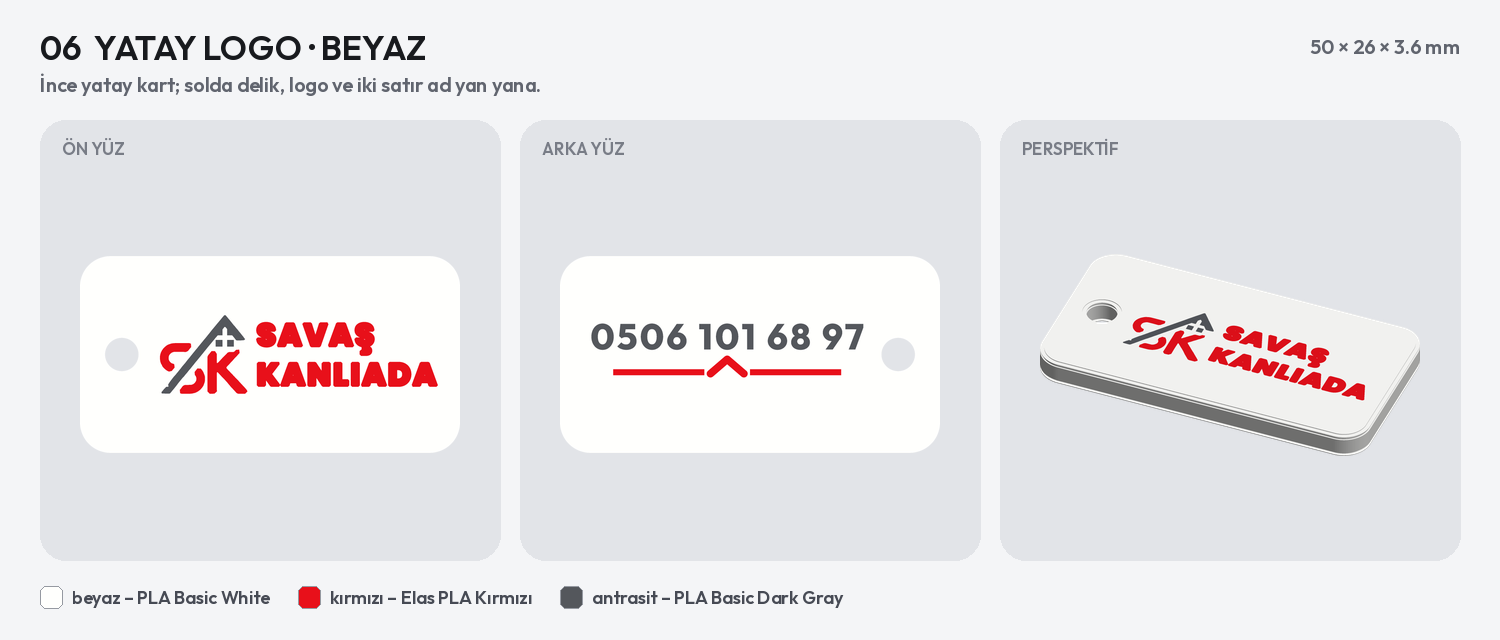 06 YATAY LOGO · BEYAZ
50 × 26 × 3.6 mm
İnce yatay kart; solda delik, logo ve iki satır ad yan yana.
ÖN YÜZ
SK SAVAŞ
KANLIADA
ARKA YÜZ
0506 101 68 97
PERSPEKTİF
SK SAVAŞ
KANLIADA
beyaz – PLA Basic White
kırmızı – Elas PLA Kırmızı
antrasit – PLA Basic Dark Gray